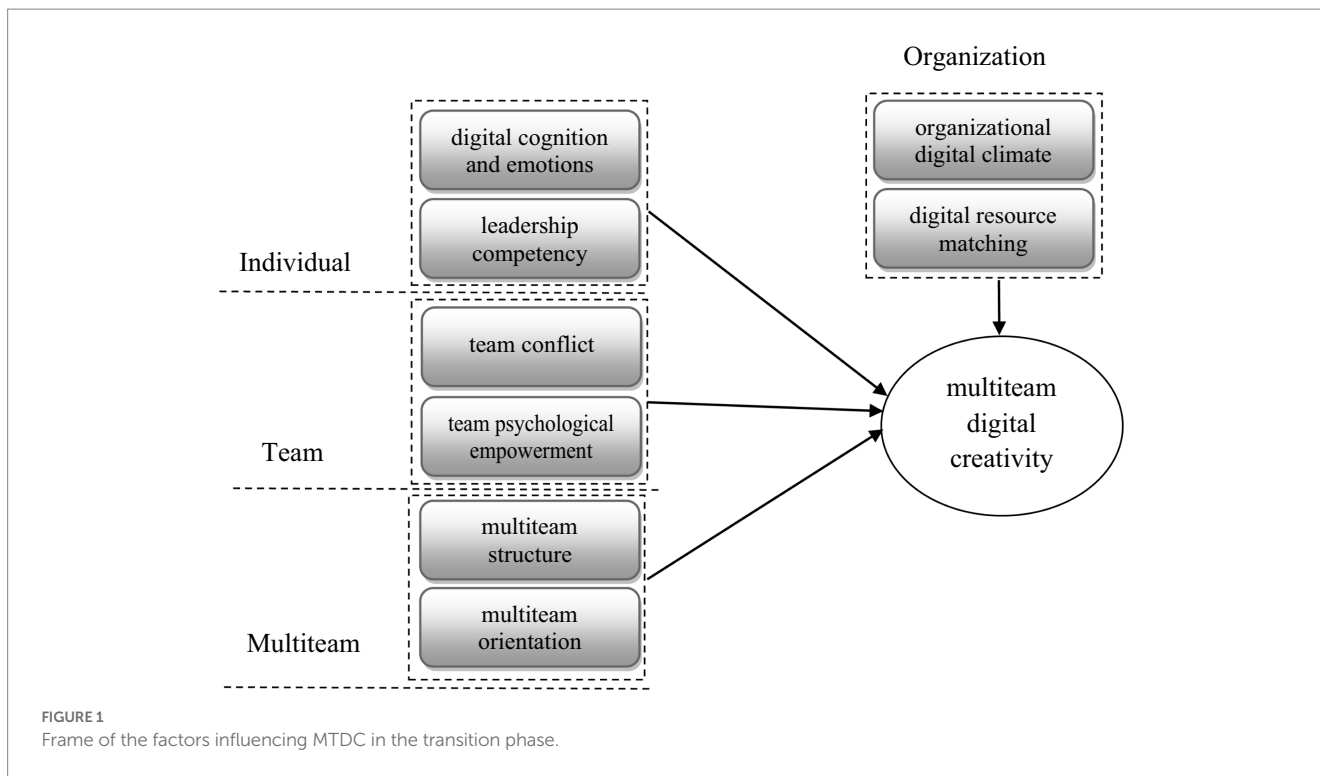 Organization
organizational
digital climate
digital resource
matching
digital cognition
and emotions
leadership
competency
Individual
team conflict
team psychological
empowerment
Team
multiteam
structure
multiteam
orientation
Multiteam
multiteam
digital
creativity
FIGURE 1
Frame of the factors influencing MTDC in the transition phase.